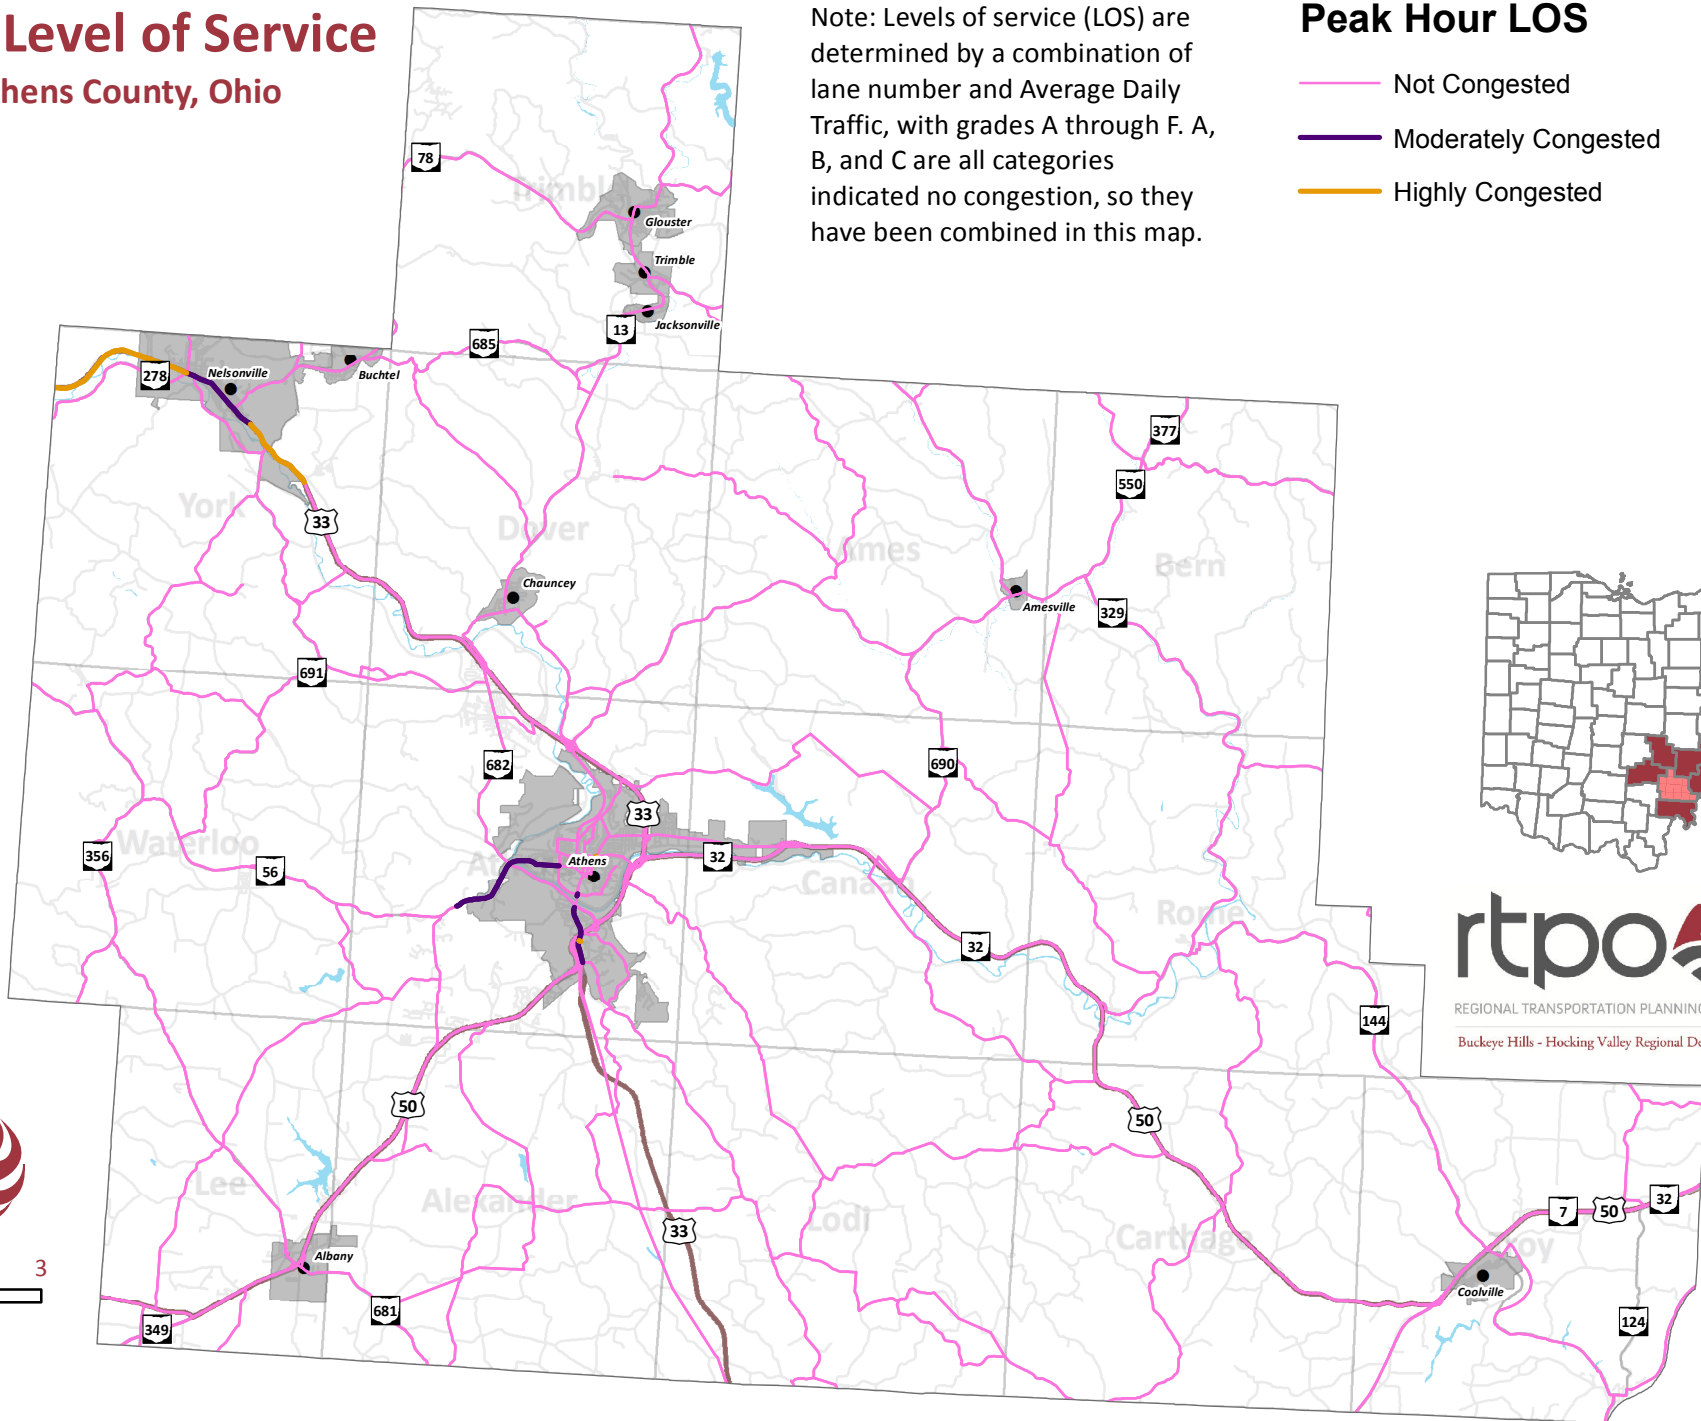 Level of Service
hens County, Ohio
Note: Levels of service (LOS) are
determined by a combination of
lane number and Average Daily
Traffic, with grades A through F. A,
B, and C are all categories
indicated no congestion, so they
have been combined in this map.
Peak Hour LOS
Not Congested
Moderately Congested
Highly Congested
78
Trimble
Glouster
Trimble
Jacksonville
13
685
278
Nelsonville
Buchtel
377
550
York
33
Dover
Ames
Bern
Chauncey
Amesville
329
691
682
690
33
Waterloo
356
56
Athens
32
Canaan
Rome
32
rtpo
REGIONAL TRANSPORTATION PLANNING
Buckeye Hills - Hocking Valley Regional De
144
50
50
Lee
Alexander
Lodi
Carthage
33
7
50
32
Troy
Albany
Coolville
3
681
349
124